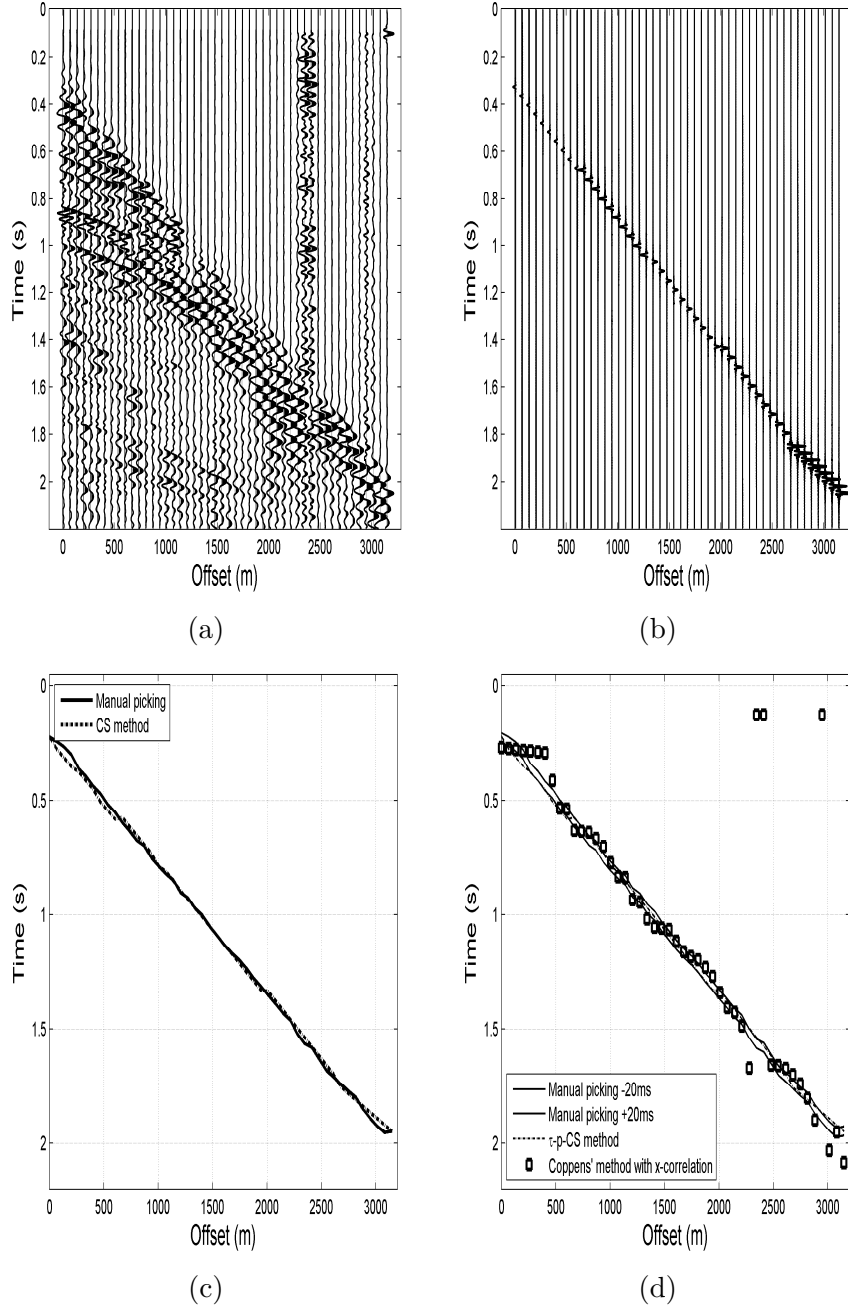 0
0.2
0.4
0.6
0.8
1
1.2
1.4
1.6
1.8
2
Time (s)
0 500 1000 1500 2000 2500 3000
Offset (m)
(a)
0
0.2
0.4
0.6
0.8
1
1.2
1.4
1.6
1.8
2
Time (s)
0 500 1000 1500 2000 2500 3000
Offset (m)
(b)
0
0.5
1
1.5
2
Time (s)
Manual picking
CS method
0 500 1000 1500 2000 2500 3000
Offset (m)
(c)
0
0.5
1
1.5
2
Time (s)
Manual picking -20ms
Manual picking +20ms
τ-p-CS method
Coppens' method with x-correlation
0 500 1000 1500 2000 2500 3000
Offset (m)
(d)